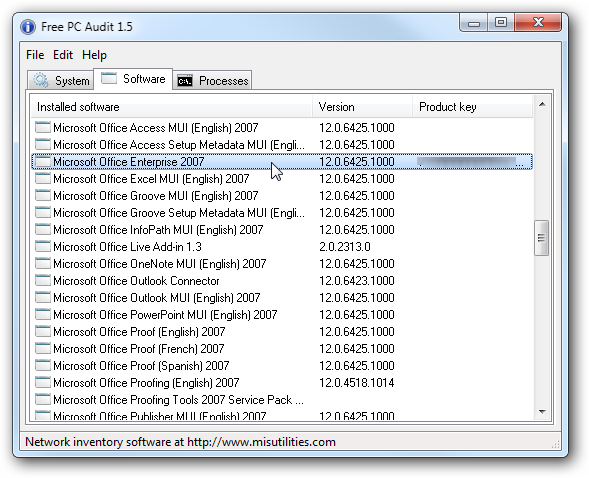 Free PC Audit 1.5
File Edit Help
System Software Processes
Installed software Version Product key
Microsoft Office Access MUI (English) 2007 12.0.6425.1000
Microsoft Office Access Setup Metadata MUI (Engli... 12.0.6425.1000
Microsoft Office Enterprise 2007 12.0.6425.1000 ...
Microsoft Office Excel MUI (English) 2007 12.0.6425.1000
Microsoft Office Groove MUI (English) 2007 12.0.6425.1000
Microsoft Office Groove Setup Metadata MUI (Engli... 12.0.6425.1000
Microsoft Office InfoPath MUI (English) 2007 12.0.6425.1000
Microsoft Office Live Add-in 1.3 2.0.2313.0
Microsoft Office OneNote MUI (English) 2007 12.0.6425.1000
Microsoft Office Outlook Connector 12.0.6423.1000
Microsoft Office Outlook MUI (English) 2007 12.0.6425.1000
Microsoft Office PowerPoint MUI (English) 2007 12.0.6425.1000
Microsoft Office Proof (English) 2007 12.0.6425.1000
Microsoft Office Proof (French) 2007 12.0.6425.1000
Microsoft Office Proof (Spanish) 2007 12.0.6425.1000
Microsoft Office Proofing (English) 2007 12.0.4518.1014
Microsoft Office Proofing Tools 2007 Service Pack ...
Microsoft Office Publisher MUI (English) 2007 12.0.6425.1000
Network inventory software at http://www.misutilities.com